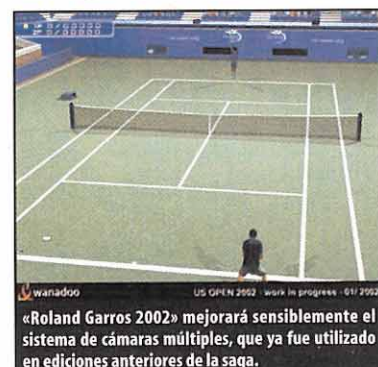 wanadoo
US OPEN 2002 - work in progress - 01/2002
«Roland Garros 2002» mejorará sensiblemente el
sistema de cámaras múltiples, que ya fue utilizado
en ediciones anteriores de la saga.